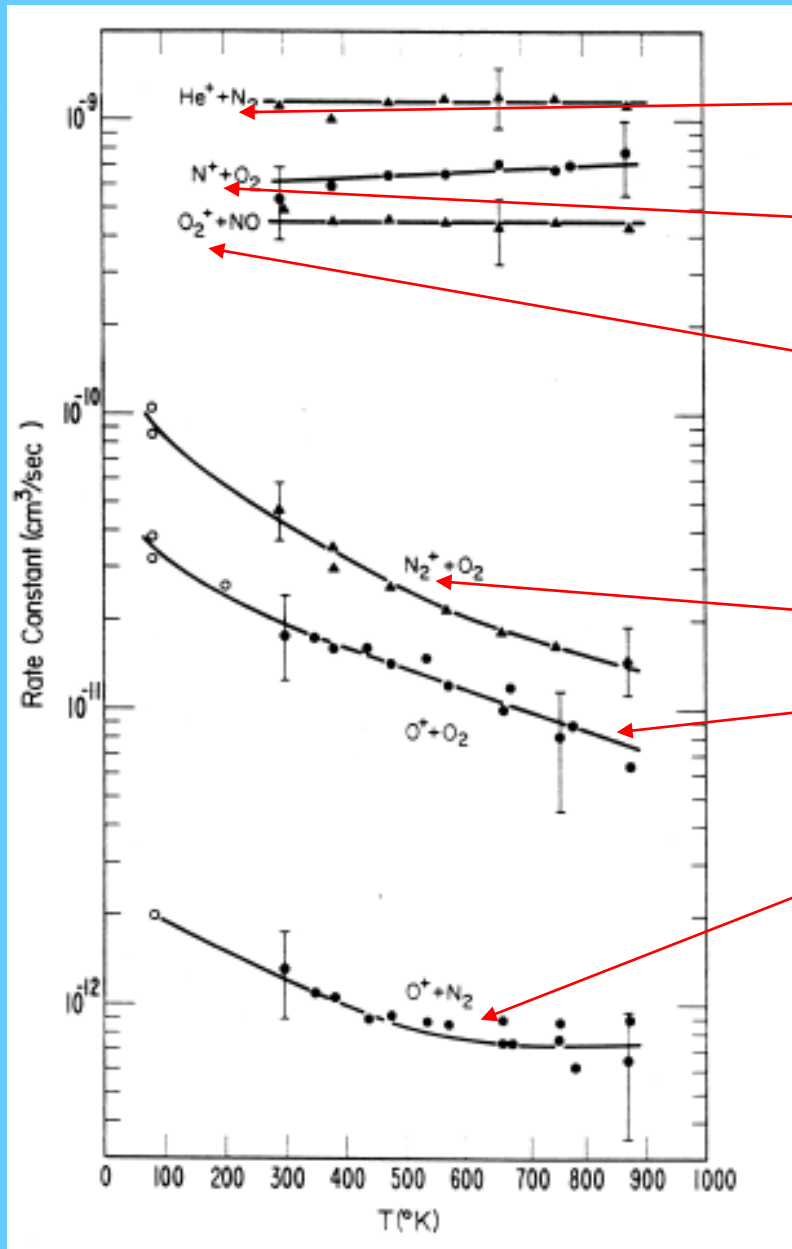 He⁺+N₂
10⁻⁹
N⁺+O₂
O₂⁺+NO
10⁻¹⁰
Rate Constant (cm³/sec)
N₂⁺+O₂
10⁻¹¹
O⁺+O₂
10⁻¹²
O⁺+N₂
0 100 200 300 400 500 600 700 800 900 1000
T(°K)